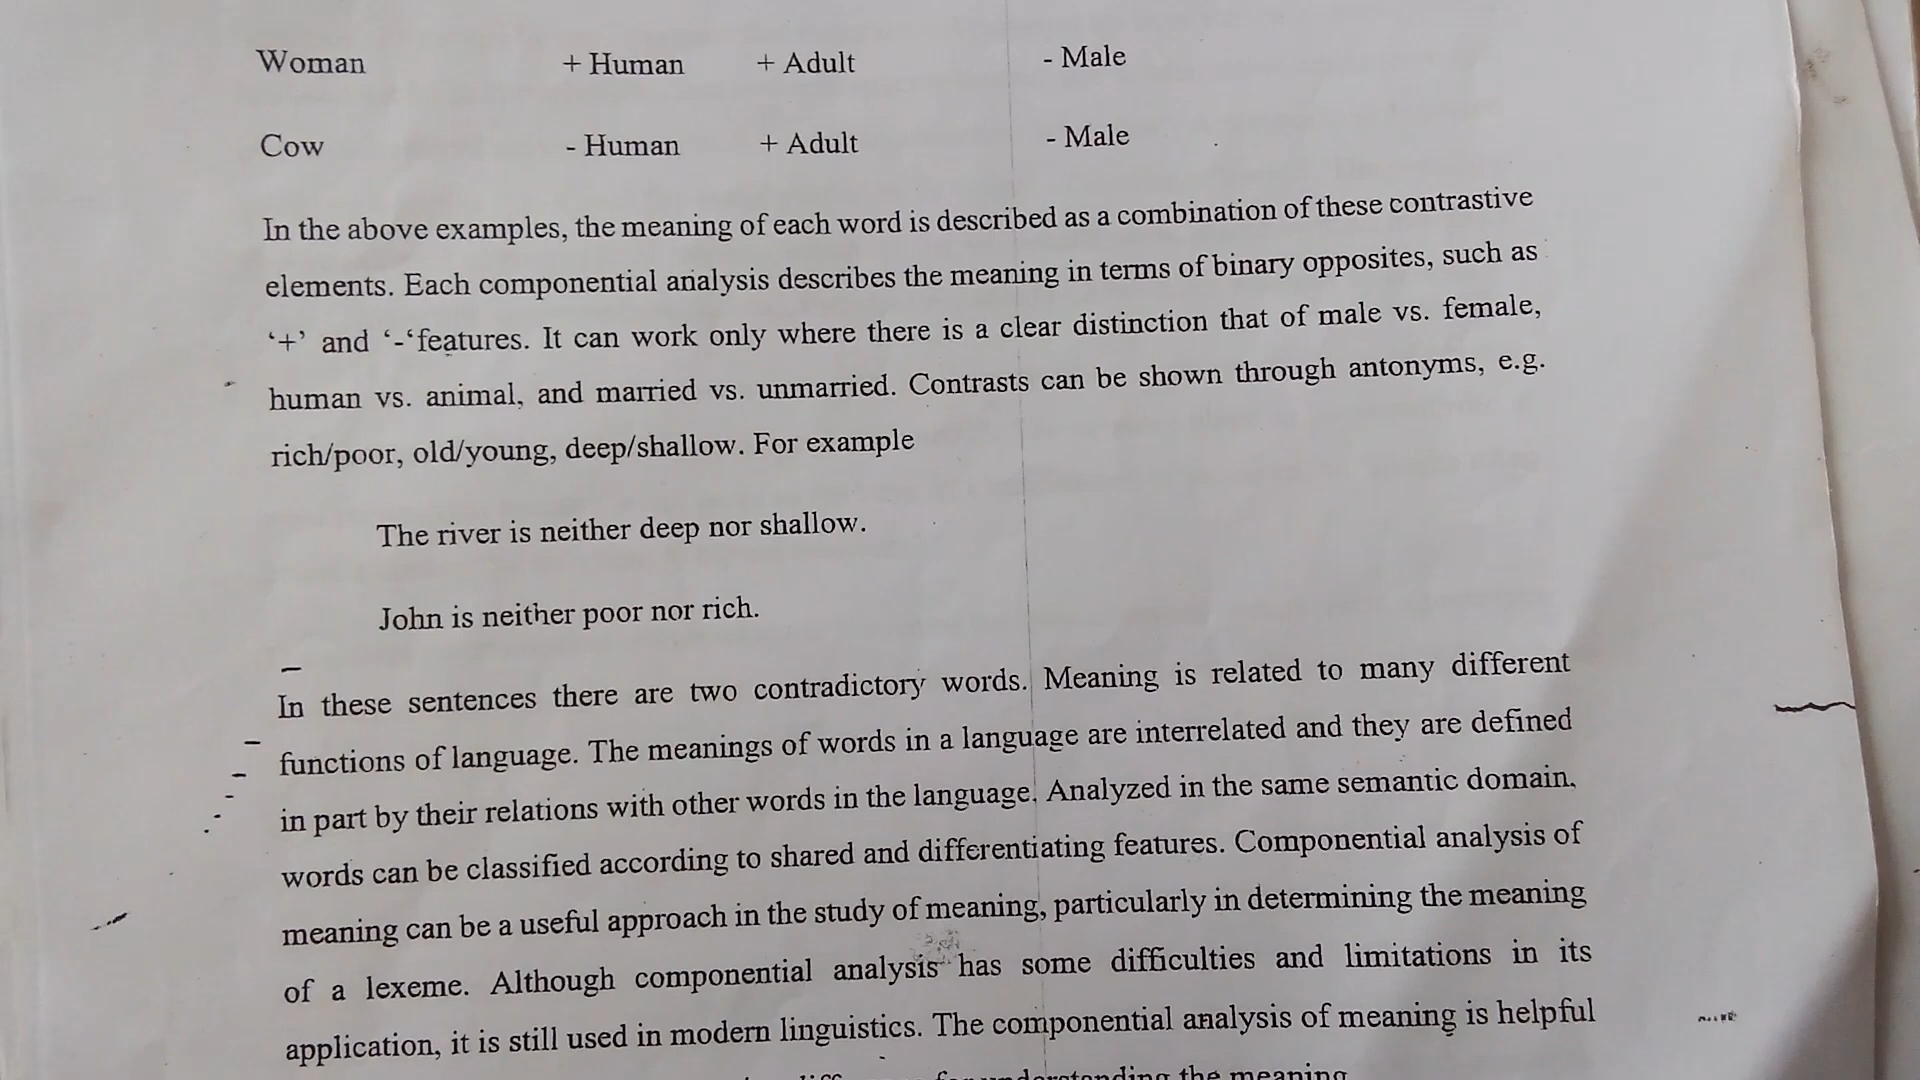 Woman + Human + Adult - Male
Cow - Human + Adult - Male
In the above examples, the meaning of each word is described as a combination of these contrastive
elements. Each componential analysis describes the meaning in terms of binary opposites, such as
‘+’ and ‘-‘features. It can work only where there is a clear distinction that of male vs. female,
human vs. animal, and married vs. unmarried. Contrasts can be shown through antonyms, e.g.
rich/poor, old/young, deep/shallow. For example
The river is neither deep nor shallow.
John is neither poor nor rich.
In these sentences there are two contradictory words. Meaning is related to many different
functions of language. The meanings of words in a language are interrelated and they are defined
in part by their relations with other words in the language. Analyzed in the same semantic domain,
words can be classified according to shared and differentiating features. Componential analysis of
meaning can be a useful approach in the study of meaning, particularly in determining the meaning
of a lexeme. Although componential analysis has some difficulties and limitations in its
application, it is still used in modern linguistics. The componential analysis of meaning is helpful
for understanding the meaning